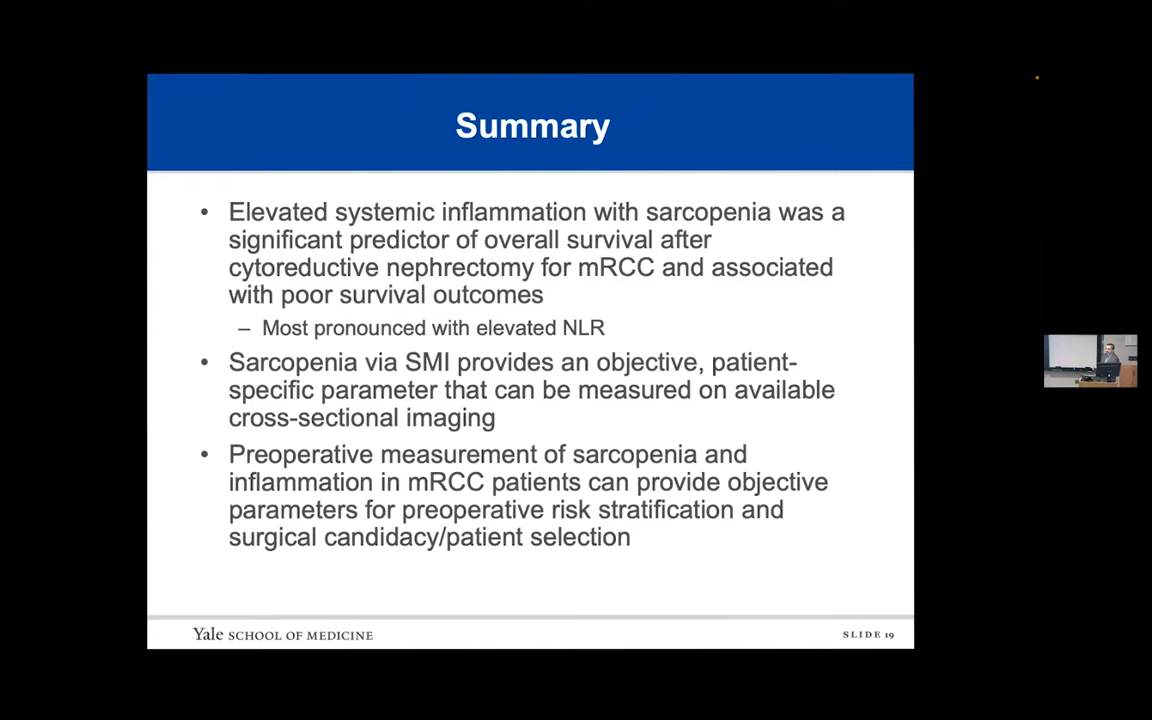 Summary
• Elevated systemic inflammation with sarcopenia was a
significant predictor of overall survival after
cytoreductive nephrectomy for mRCC and associated
with poor survival outcomes
– Most pronounced with elevated NLR
• Sarcopenia via SMI provides an objective, patient-
specific parameter that can be measured on available
cross-sectional imaging
• Preoperative measurement of sarcopenia and
inflammation in mRCC patients can provide objective
parameters for preoperative risk stratification and
surgical candidacy/patient selection
Yale SCHOOL OF MEDICINE
SLIDE 19